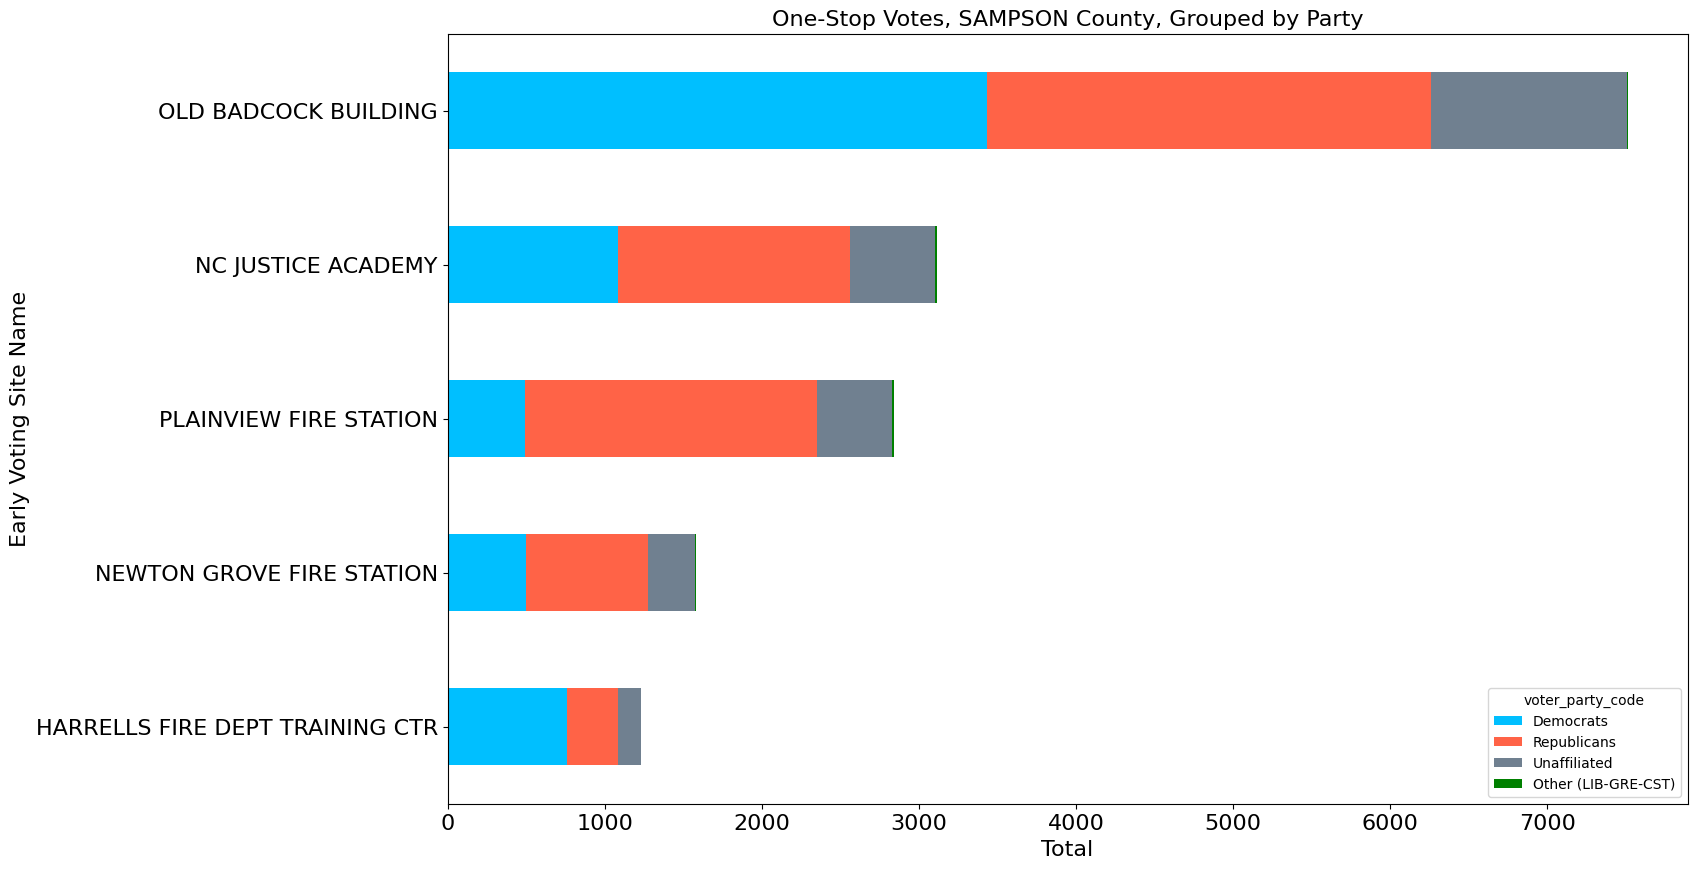 One-Stop Votes, SAMPSON County, Grouped by Party
Early Voting Site Name
OLD BADCOCK BUILDING
NC JUSTICE ACADEMY
PLAINVIEW FIRE STATION
NEWTON GROVE FIRE STATION
HARRELLS FIRE DEPT TRAINING CTR
voter_party_code
Democrats
Republicans
Unaffiliated
Other (LIB-GRE-CST)
0 1000 2000 3000 4000 5000 6000 7000
Total